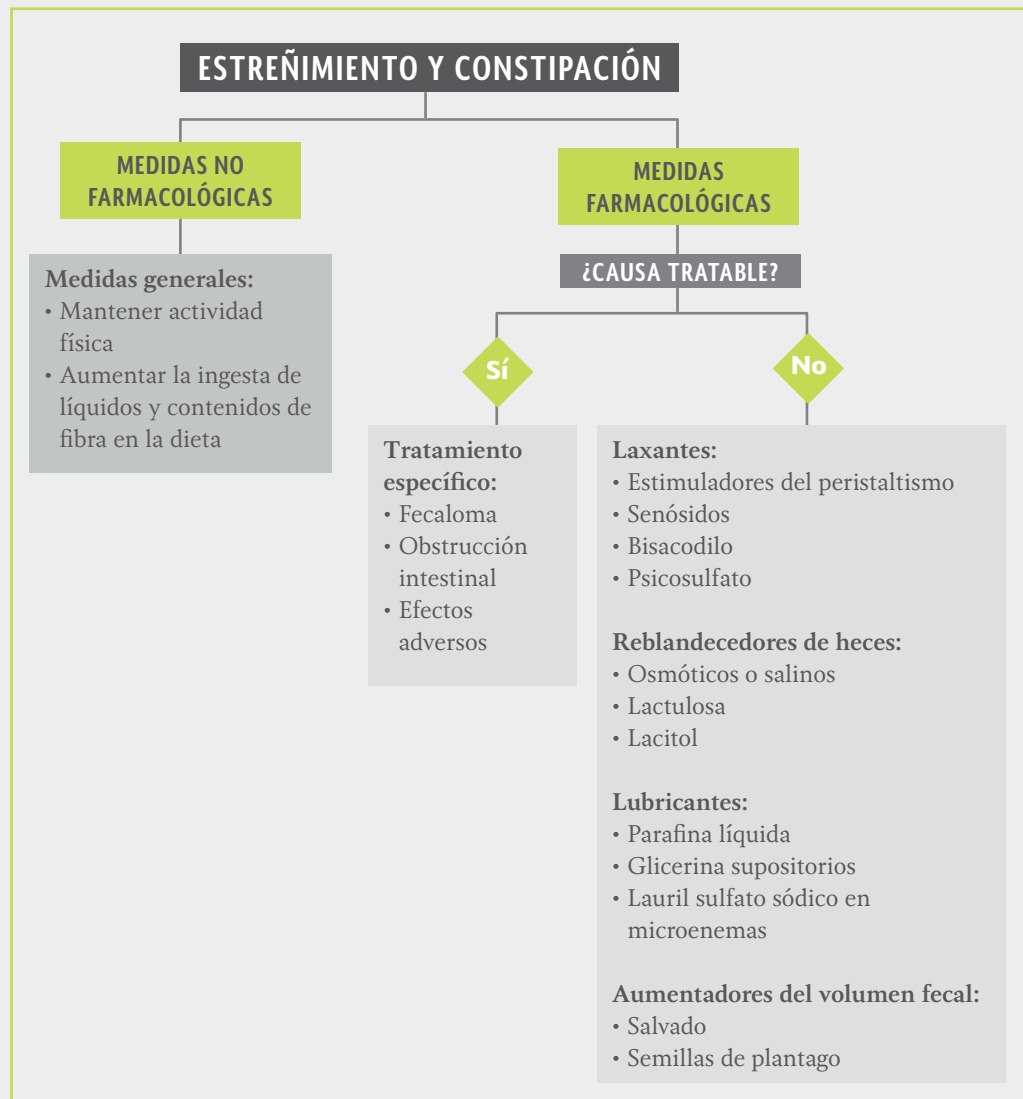 ESTREÑIMIENTO Y CONSTIPACIÓN
MEDIDAS NO
FARMACOLÓGICAS
Medidas generales:
• Mantener actividad
física
• Aumentar la ingesta de
líquidos y contenidos de
fibra en la dieta
MEDIDAS
FARMACOLÓGICAS
¿CAUSA TRATABLE?
Sí
Tratamiento
específico:
• Fecaloma
• Obstrucción
intestinal
• Efectos
adversos
No
Laxantes:
• Estimuladores del peristaltismo
• Senósidos
• Bisacodilo
• Psicosulfato
Reblandecedores de heces:
• Osmóticos o salinos
• Lactulosa
• Lacitol
Lubricantes:
• Parafina líquida
• Glicerina supositorios
• Lauril sulfato sódico en
microenemas
Aumentadores del volumen fecal:
• Salvado
• Semillas de plantago